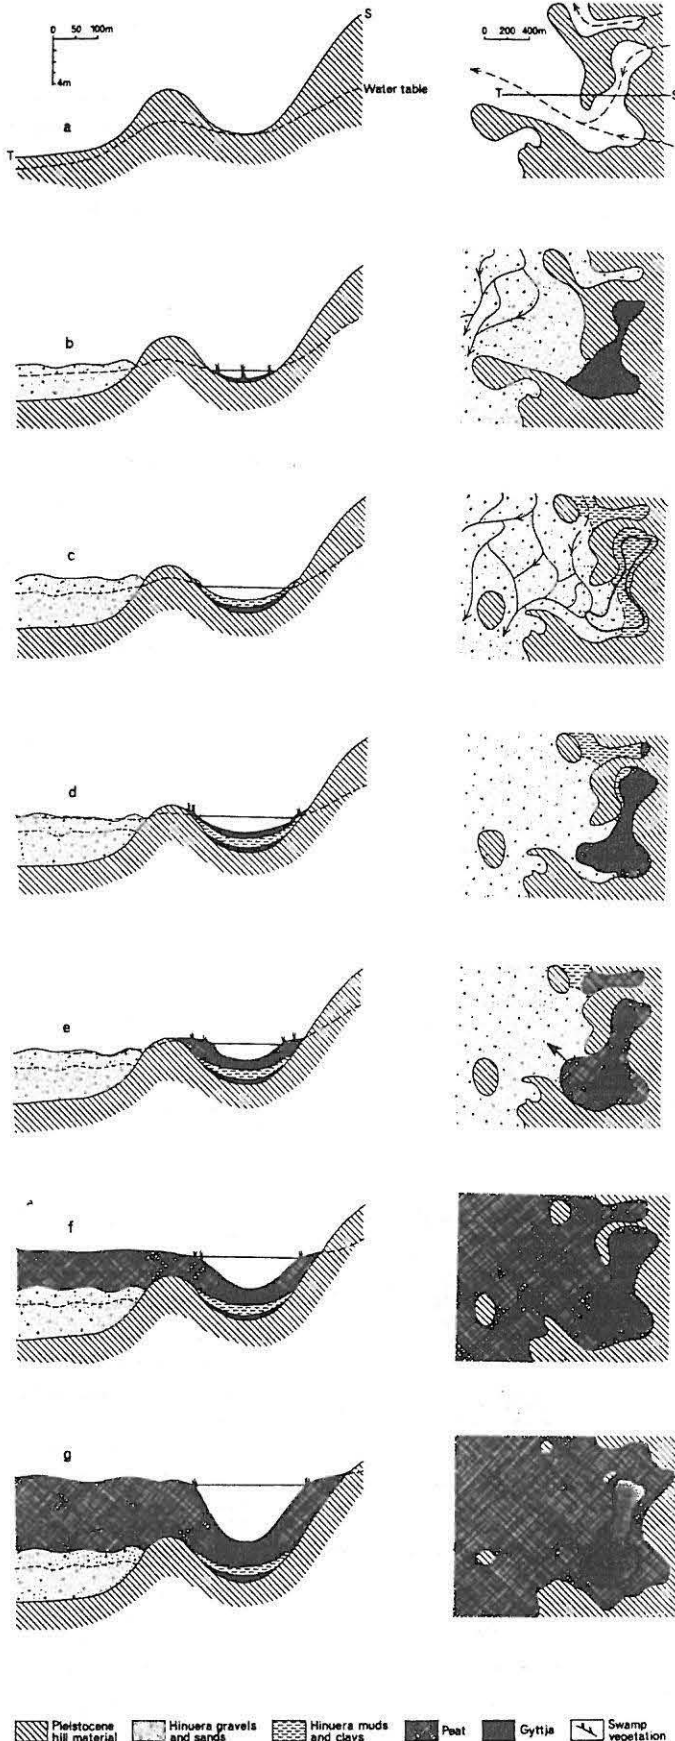 0 50 100m
4m
S
Water table
a
T
0 200 400m
T
S
b
c
d
e
f
g
Pleistocene hill material
Hinuera gravels and sands
Hinuera muds and clays
Peat
Gyttja
Swamp vegetation